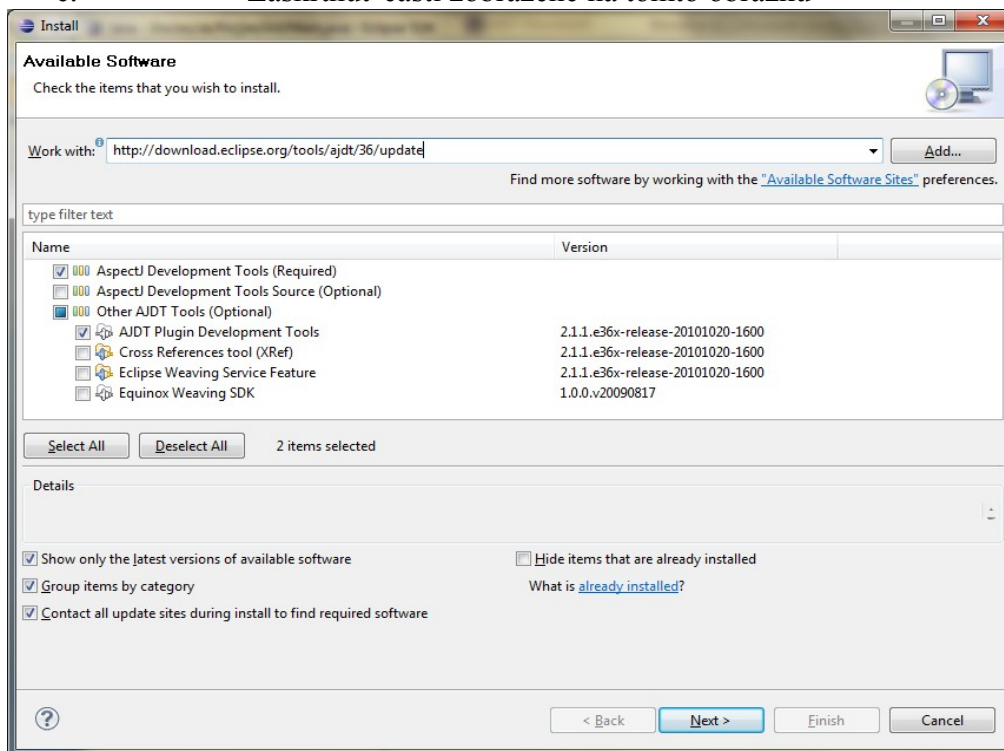 Install
Available Software
Check the items that you wish to install.
Work with: http://download.eclipse.org/tools/ajdt/36/update
Add...
Find more software by working with the "Available Software Sites" preferences.
type filter text
Name Version
AspectJ Development Tools (Required)
AspectJ Development Tools Source (Optional)
Other AJDT Tools (Optional)
AJDT Plugin Development Tools 2.1.1.e36x-release-20101020-1600
Cross References tool (XRef) 2.1.1.e36x-release-20101020-1600
Eclipse Weaving Service Feature 2.1.1.e36x-release-20101020-1600
Equinox Weaving SDK 1.0.0.v20090817
Select All Deselect All 2 items selected
Details
Show only the latest versions of available software Hide items that are already installed
Group items by category What is already installed?
Contact all update sites during install to find required software
< Back Next > Finish Cancel